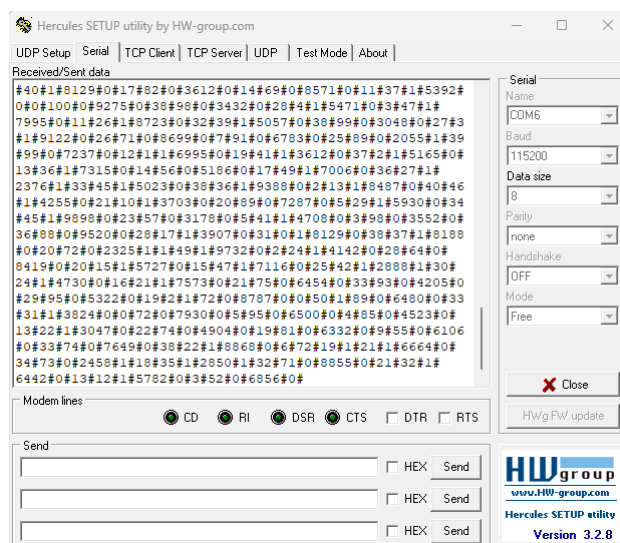 Hercules SETUP utility by HW-group.com
UDP Setup Serial TCP Client TCP Server UDP Test Mode About
Received/Sent data
#40#1#8129#0#17#82#0#3612#0#14#69#0#8571#0#11#37#1#5392#
0#0#100#0#9275#0#38#98#0#3432#0#28#4#1#5471#0#3#47#1#
7995#0#11#26#1#8723#0#32#39#1#5057#0#38#99#0#3048#0#27#3
#1#9122#0#26#71#0#8699#0#7#91#0#6783#0#25#89#0#2055#1#39
#99#0#7237#0#12#1#1#6995#0#19#41#1#3612#0#37#2#1#5165#0#
13#36#1#7315#0#14#56#0#5186#0#17#49#1#7006#0#36#27#1#
2376#1#33#45#1#5023#0#38#36#1#9388#0#2#13#1#8487#0#40#46
#1#4255#0#21#10#1#3703#0#20#89#0#7287#0#5#29#1#5930#0#34
#45#1#9898#0#23#57#0#3178#0#5#41#1#4708#0#3#98#0#3552#0#
36#88#0#9520#0#28#17#1#3907#0#31#0#1#8129#0#38#37#1#8188
#0#20#72#0#2325#1#1#49#1#9732#0#2#24#1#4142#0#28#64#0#
8419#0#20#15#1#5727#0#15#47#1#7116#0#25#42#1#2888#1#30#
24#1#4730#0#16#21#1#7573#0#21#75#0#6454#0#33#93#0#4205#0
#29#95#0#5322#0#19#2#1#72#0#8787#0#0#50#1#89#0#6480#0#33
#31#1#3824#0#0#72#0#7930#0#5#95#0#6500#0#4#85#0#4523#0#
13#22#1#3047#0#22#74#0#4904#0#19#81#0#6332#0#9#55#0#6106
#0#33#74#0#7649#0#38#22#1#8868#0#6#72#19#1#21#1#6664#0#
34#73#0#2458#1#18#35#1#2850#1#32#71#0#8855#0#21#32#1#
6442#0#13#12#1#5782#0#3#52#0#6856#0#
Serial
Name
COM6
Baud
115200
Data size
8
Parity
none
Handshake
OFF
Mode
Free
Close
HWg FW update
Modem lines
CD RI DSR CTS DTR RTS
Send
HEX Send
HEX Send
HEX Send
HWgroup
www.HW-group.com
Hercules SETUP utility
Version 3.2.8